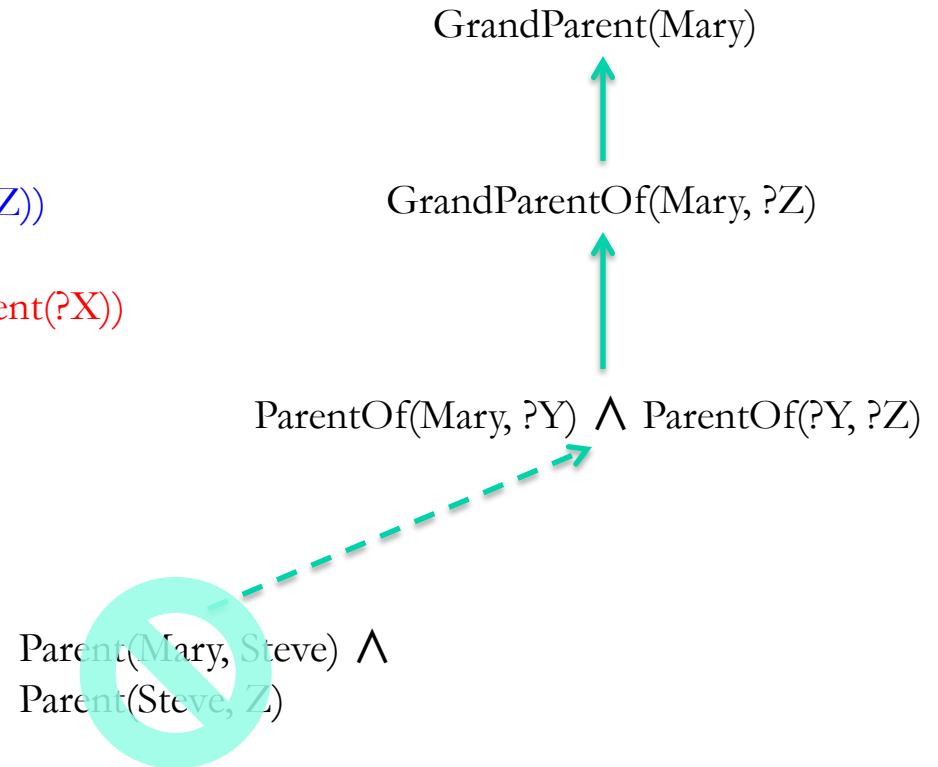 GrandParent(Mary)
Z))
GrandParentOf(Mary, ?Z)
ent(?X))
ParentOf(Mary, ?Y) ∧ ParentOf(?Y, ?Z)
Parent(Mary, Steve) ∧
Parent(Steve, Z)